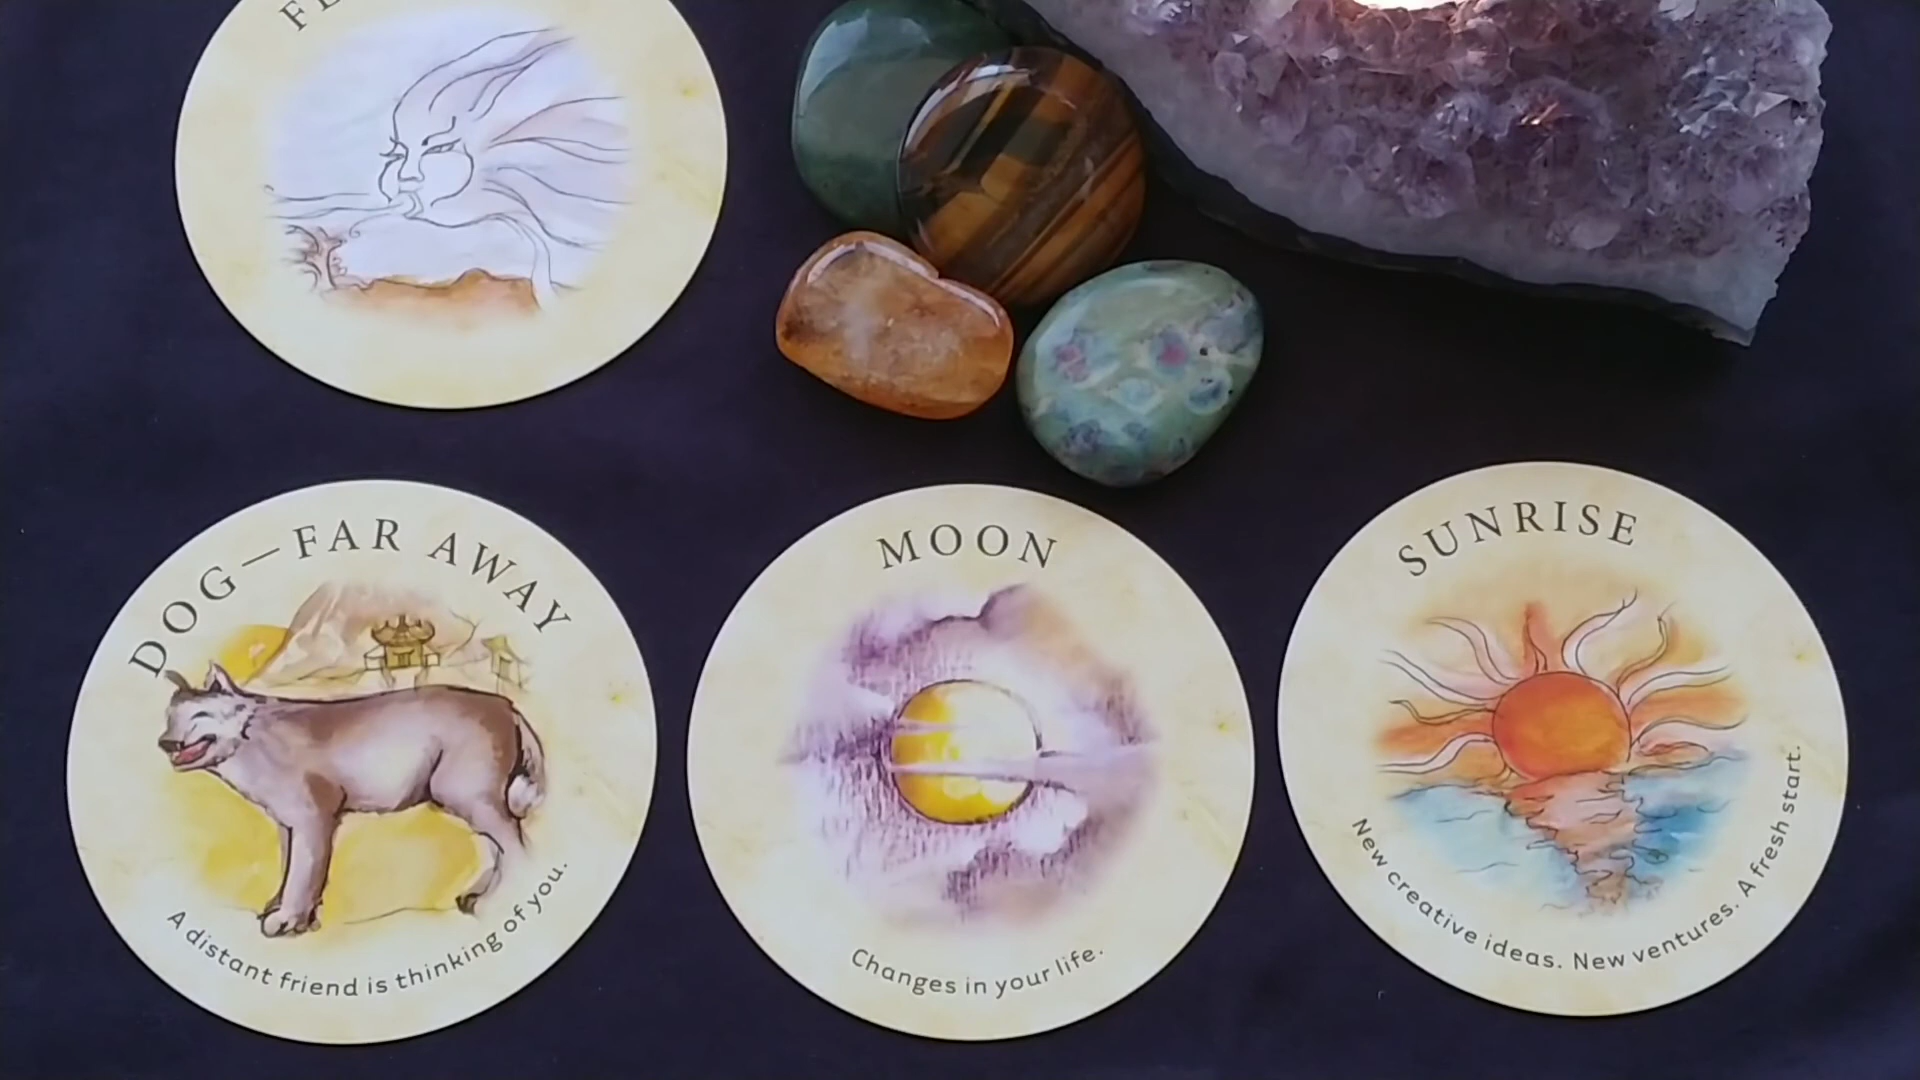 DOG—FAR AWAY
A distant friend is thinking of you.
MOON
Changes in your life.
SUNRISE
New creative ideas. New ventures. A fresh start.